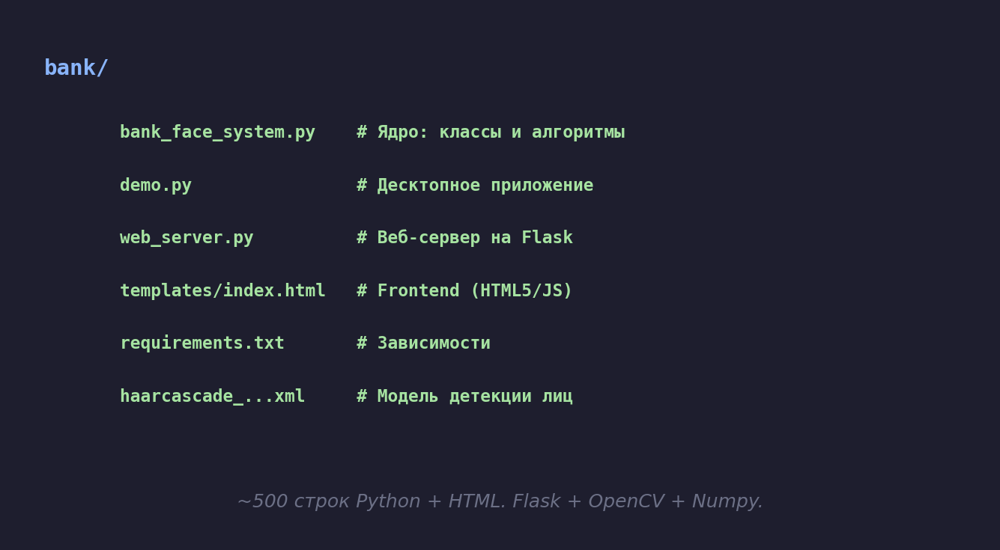 bank/
bank_face_system.py # Ядро: классы и алгоритмы
demo.py # Десктопное приложение
web_server.py # Веб-сервер на Flask
templates/index.html # Frontend (HTML5/JS)
requirements.txt # Зависимости
haarcascade_...xml # Модель детекции лиц
~500 строк Python + HTML. Flask + OpenCV + Numpy.